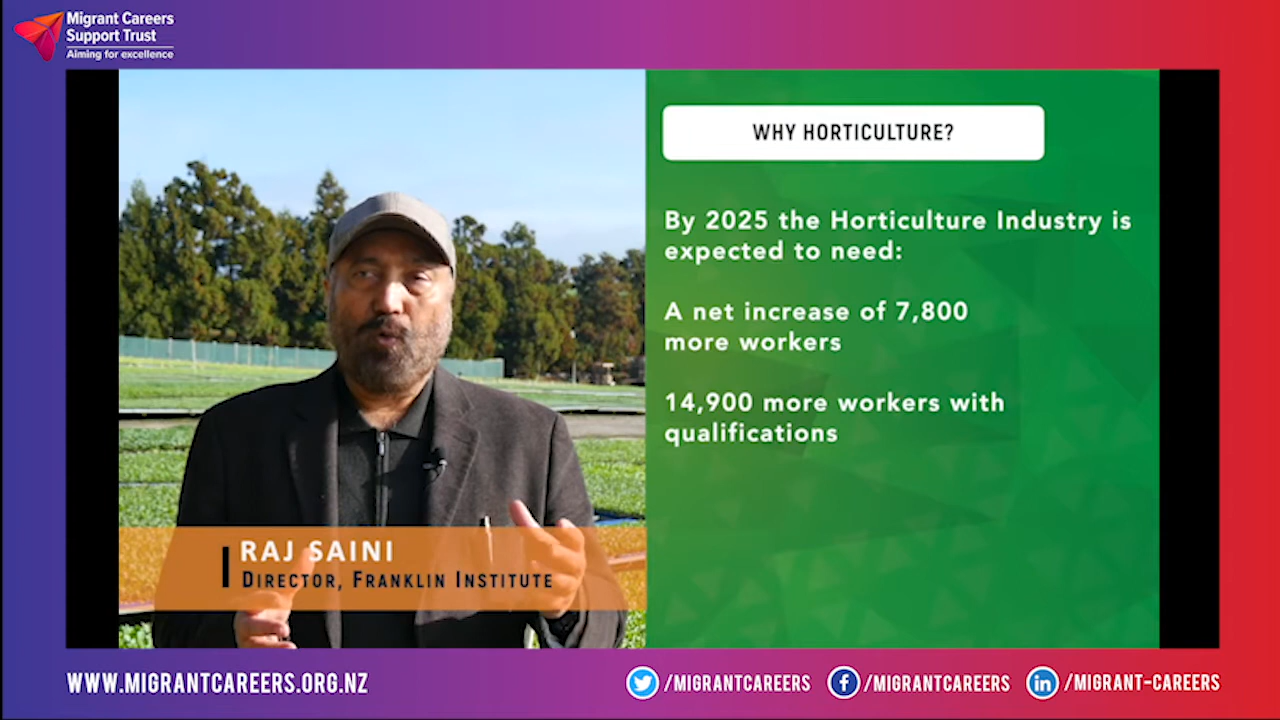 Migrant Careers
Support Trust
Aiming for excellence
WHY HORTICULTURE?
By 2025 the Horticulture Industry is
expected to need:
A net increase of 7,800
more workers
14,900 more workers with
qualifications
RAJ SAINI
DIRECTOR, FRANKLIN INSTITUTE
WWW.MIGRANTCAREERS.ORG.NZ
/MIGRANTCAREERS
/MIGRANTCAREERS
/MIGRANT-CAREERS